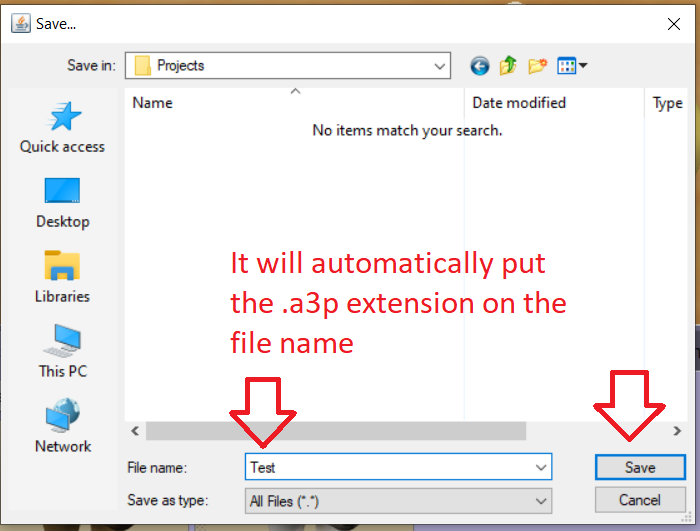 Save...
Save in: Projects
Name Date modified Type
No items match your search.
Quick access
Desktop
Libraries
This PC
Network
It will automatically put
the .a3p extension on the
file name
File name: Test Save
Save as type: All Files (*.*) Cancel